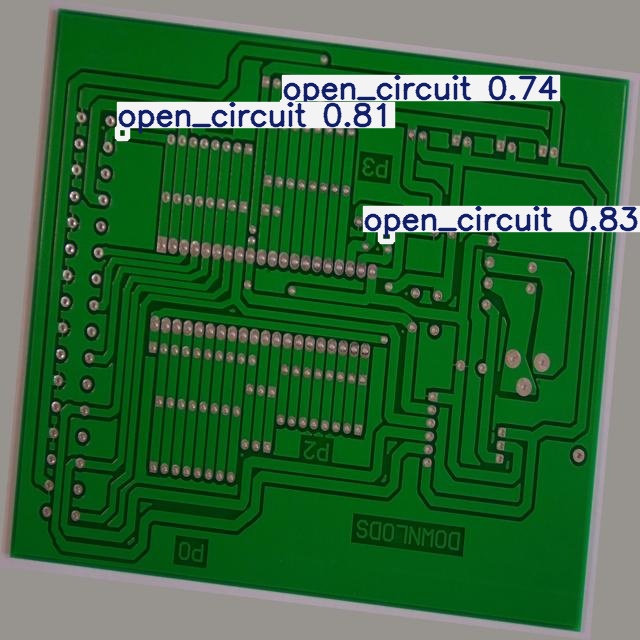 open_circuit 0.74
open_circuit 0.81
P3
open_circuit 0.83
P2
DOWNLODS
P0